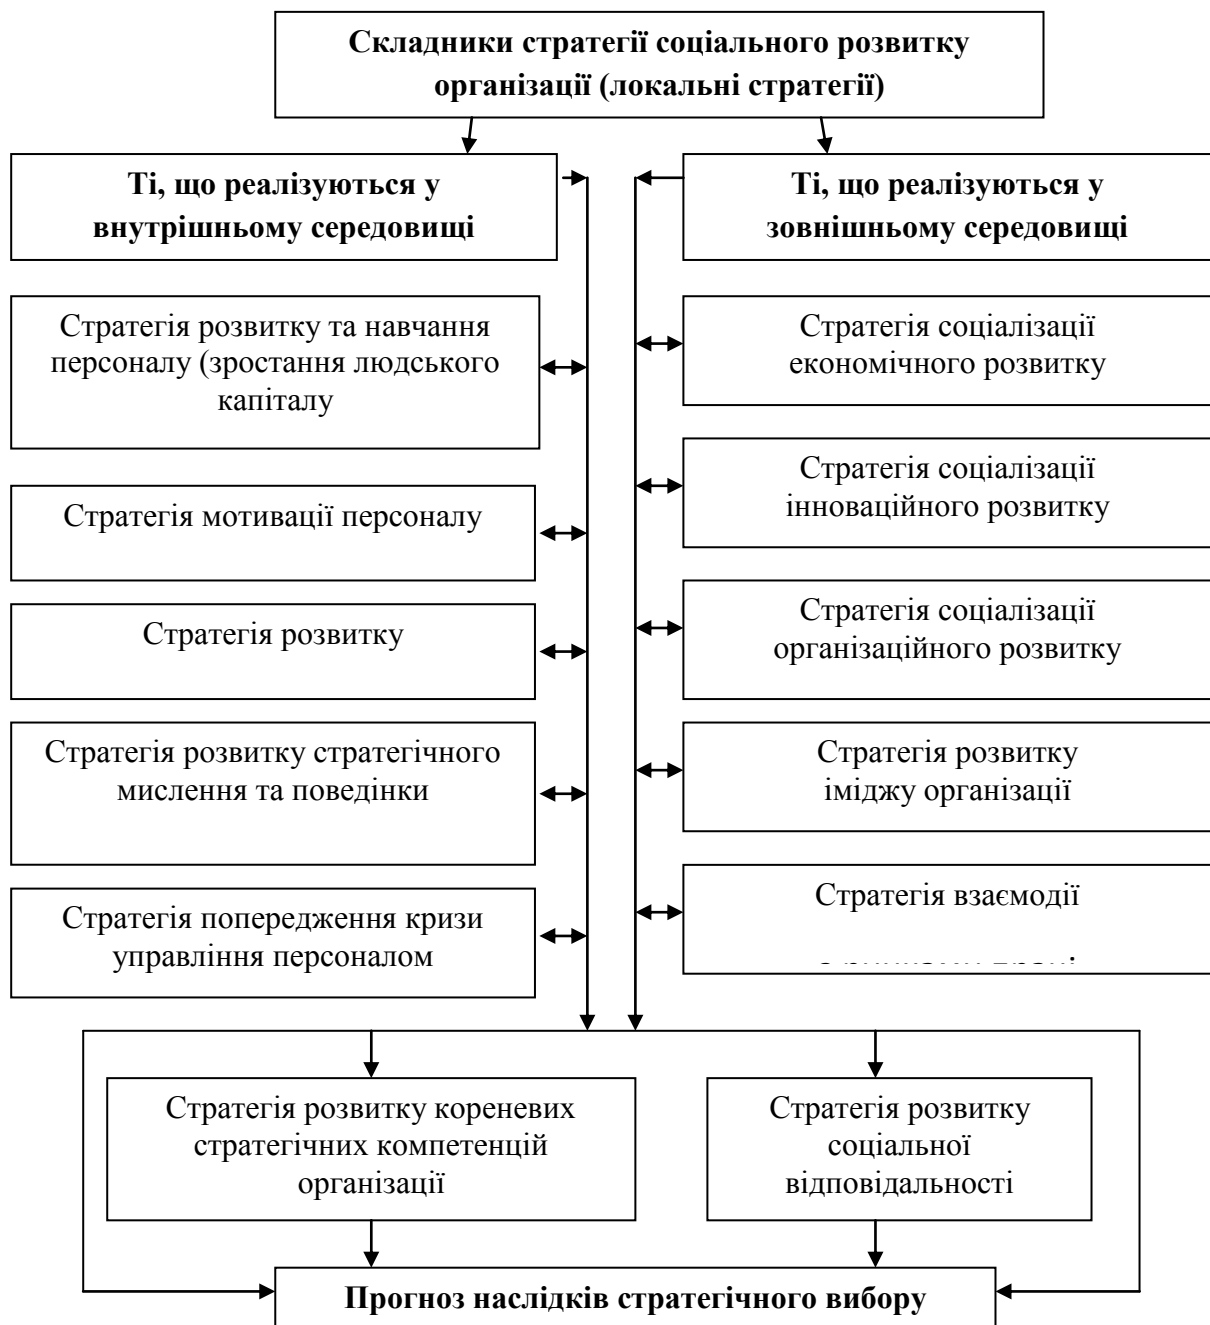 Складники стратегії соціального розвитку
організації (локальні стратегії)
Ті, що реалізуються у
внутрішньому середовищі
Стратегія розвитку та навчання
персоналу (зростання людського
капіталу
Стратегія мотивації персоналу
Стратегія розвитку
Стратегія розвитку стратегічного
мислення та поведінки
Стратегія попередження кризи
управління персоналом
Ті, що реалізуються у
зовнішньому середовищі
Стратегія соціалізації
економічного розвитку
Стратегія соціалізації
інноваційного розвитку
Стратегія соціалізації
організаційного розвитку
Стратегія розвитку
іміджу організації
Стратегія взаємодії
Стратегія розвитку кореневих
стратегічних компетенцій
організації
Стратегія розвитку
соціальної
відповідальності
Прогноз наслідків стратегічного вибору